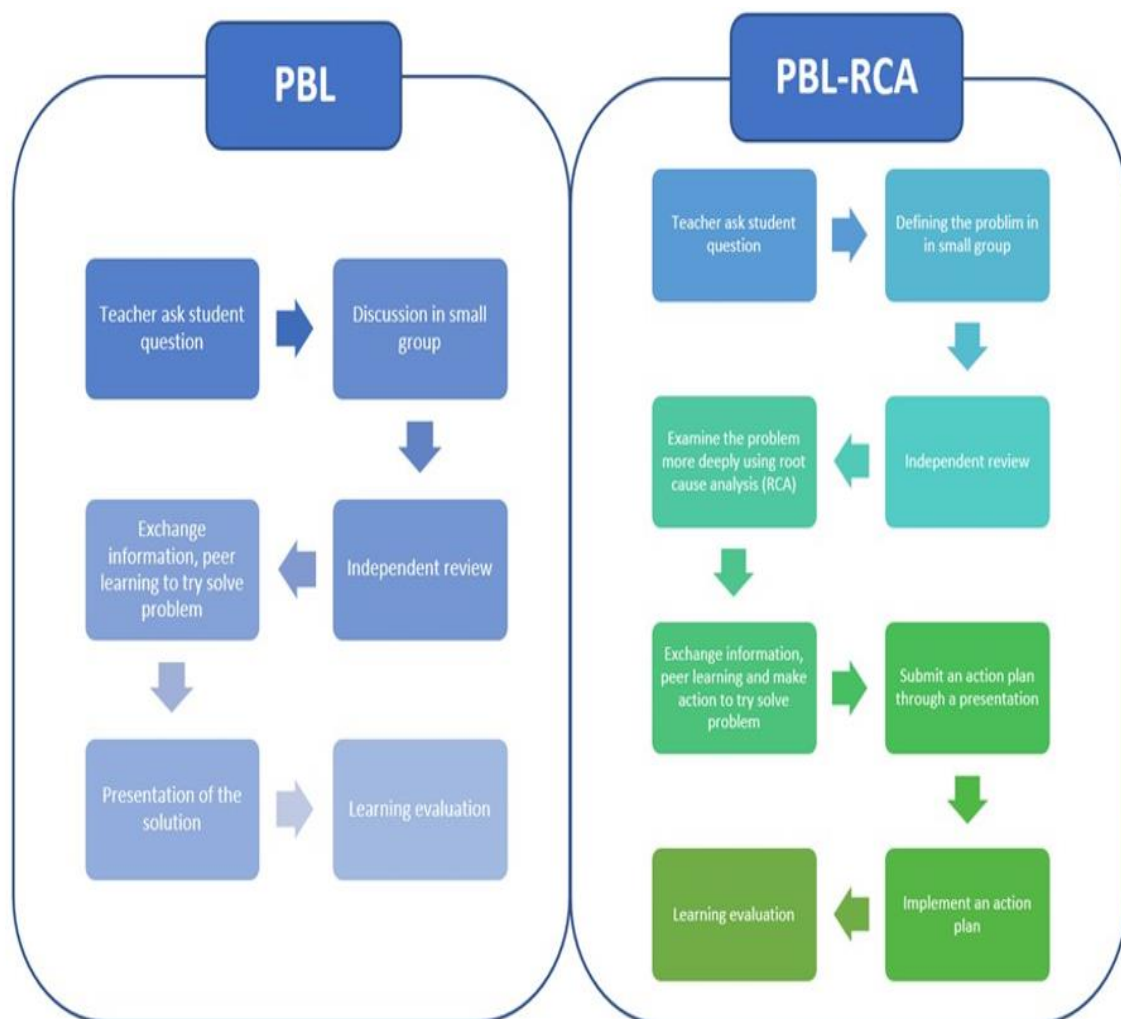 PBL
Teacher ask student
question
Discussion in small
group
Independent review
Exchange
information, peer
learning to try solve
problem
Presentation of the
solution
Learning evaluation
PBL-RCA
Teacher ask student
question
Defining the problim in
in small group
Independent review
Examine the problem
more deeply using root
cause analysis (RCA)
Exchange information,
peer learning and make
action to try solve
problem
Submit an action plan
through a presentation
Implement an action
plan
Learning evaluation